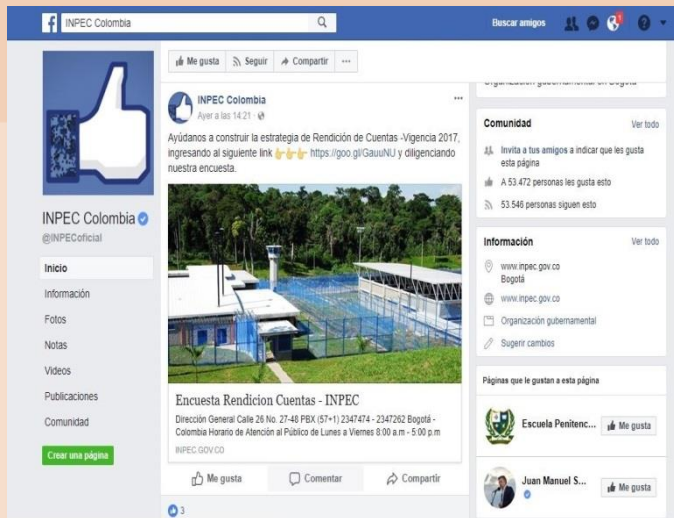 INPEC Colombia
Buscar amigos
Me gusta
Seguir
Compartir
INPEC Colombia
Ayer a las 14:21
Ayúdanos a construir la estrategia de Rendición de Cuentas -Vigencia 2017,
ingresando al siguiente link 👉👉👉 https://goo.gl/GauuNU y diligenciando
nuestra encuesta.
Encuesta Rendicion Cuentas - INPEC
Dirección General Calle 26 No. 27-48 PBX (57+1) 2347474 - 2347262 Bogotá -
Colombia Horario de Atención al Público de Lunes a Viernes 8:00 a.m - 5:00 p.m
INPEC.GOV.CO
Me gusta
Comentar
Compartir
3
INPEC Colombia
@INPECoficial
Inicio
Información
Fotos
Notas
Videos
Publicaciones
Comunidad
Crear una página
Organización gubernamental en Bogotá
Comunidad
Ver todo
Invita a tus amigos a indicar que les gusta
esta página
A 53.472 personas les gusta esto
53.546 personas siguen esto
Información
Ver todo
www.inpec.gov.co
Bogotá
www.inpec.gov.co
Organización gubernamental
Sugerir cambios
Páginas que le gustan a esta página
Escuela Penitenc...
Me gusta
Juan Manuel S...
Me gusta